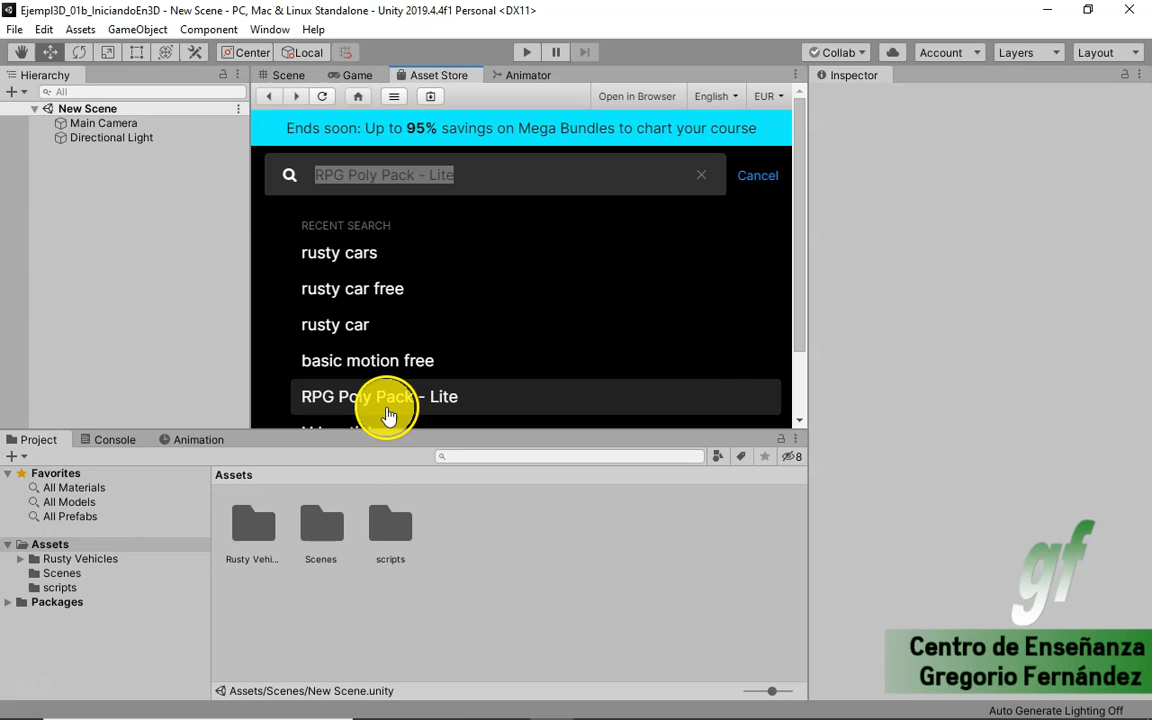 EjempI3D_01b_IniciandoEn3D - New Scene - PC, Mac & Linux Standalone - Unity 2019.4.4f1 Personal <DX11>
File Edit Assets GameObject Component Window Help
Center Local Collab Account Layers Layout
Hierarchy
All
New Scene
Main Camera
Directional Light
Scene Game Asset Store Animator
Open in Browser English EUR
Ends soon: Up to 95% savings on Mega Bundles to chart your course
RPG Poly Pack - Lite Cancel
RECENT SEARCH
rusty cars
rusty car free
rusty car
basic motion free
RPG Poly Pack - Lite
Inspector
Project Console Animation
8
Favorites
All Materials
All Models
All Prefabs
Assets
Rusty Vehicles
Scenes
scripts
Packages
Assets
Rusty Vehi... Scenes scripts
Assets/Scenes/New Scene.unity
gf
Centro de Enseñanza
Gregorio Fernández
Auto Generate Lighting Off